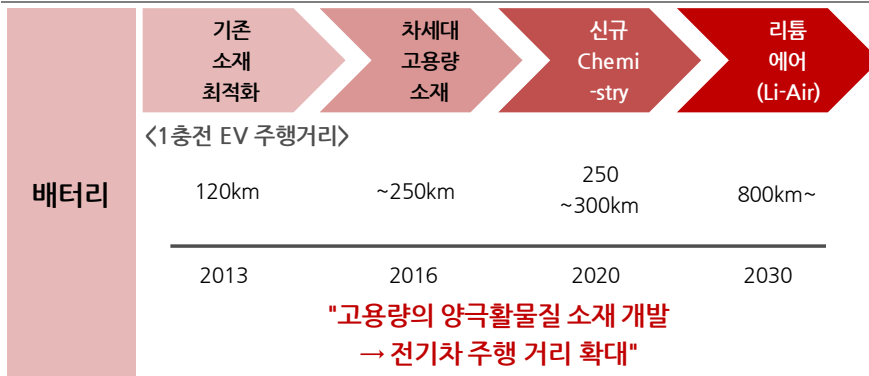 배터리
기존
소재
최적화
차세대
고용량
소재
신규
Chemi
-stry
리튬
에어
(Li-Air)
<1충전 EV 주행거리>
120km
~250km
250
~300km
800km~
2013
2016
2020
2030
"고용량의 양극활물질 소재 개발
→ 전기차 주행 거리 확대"